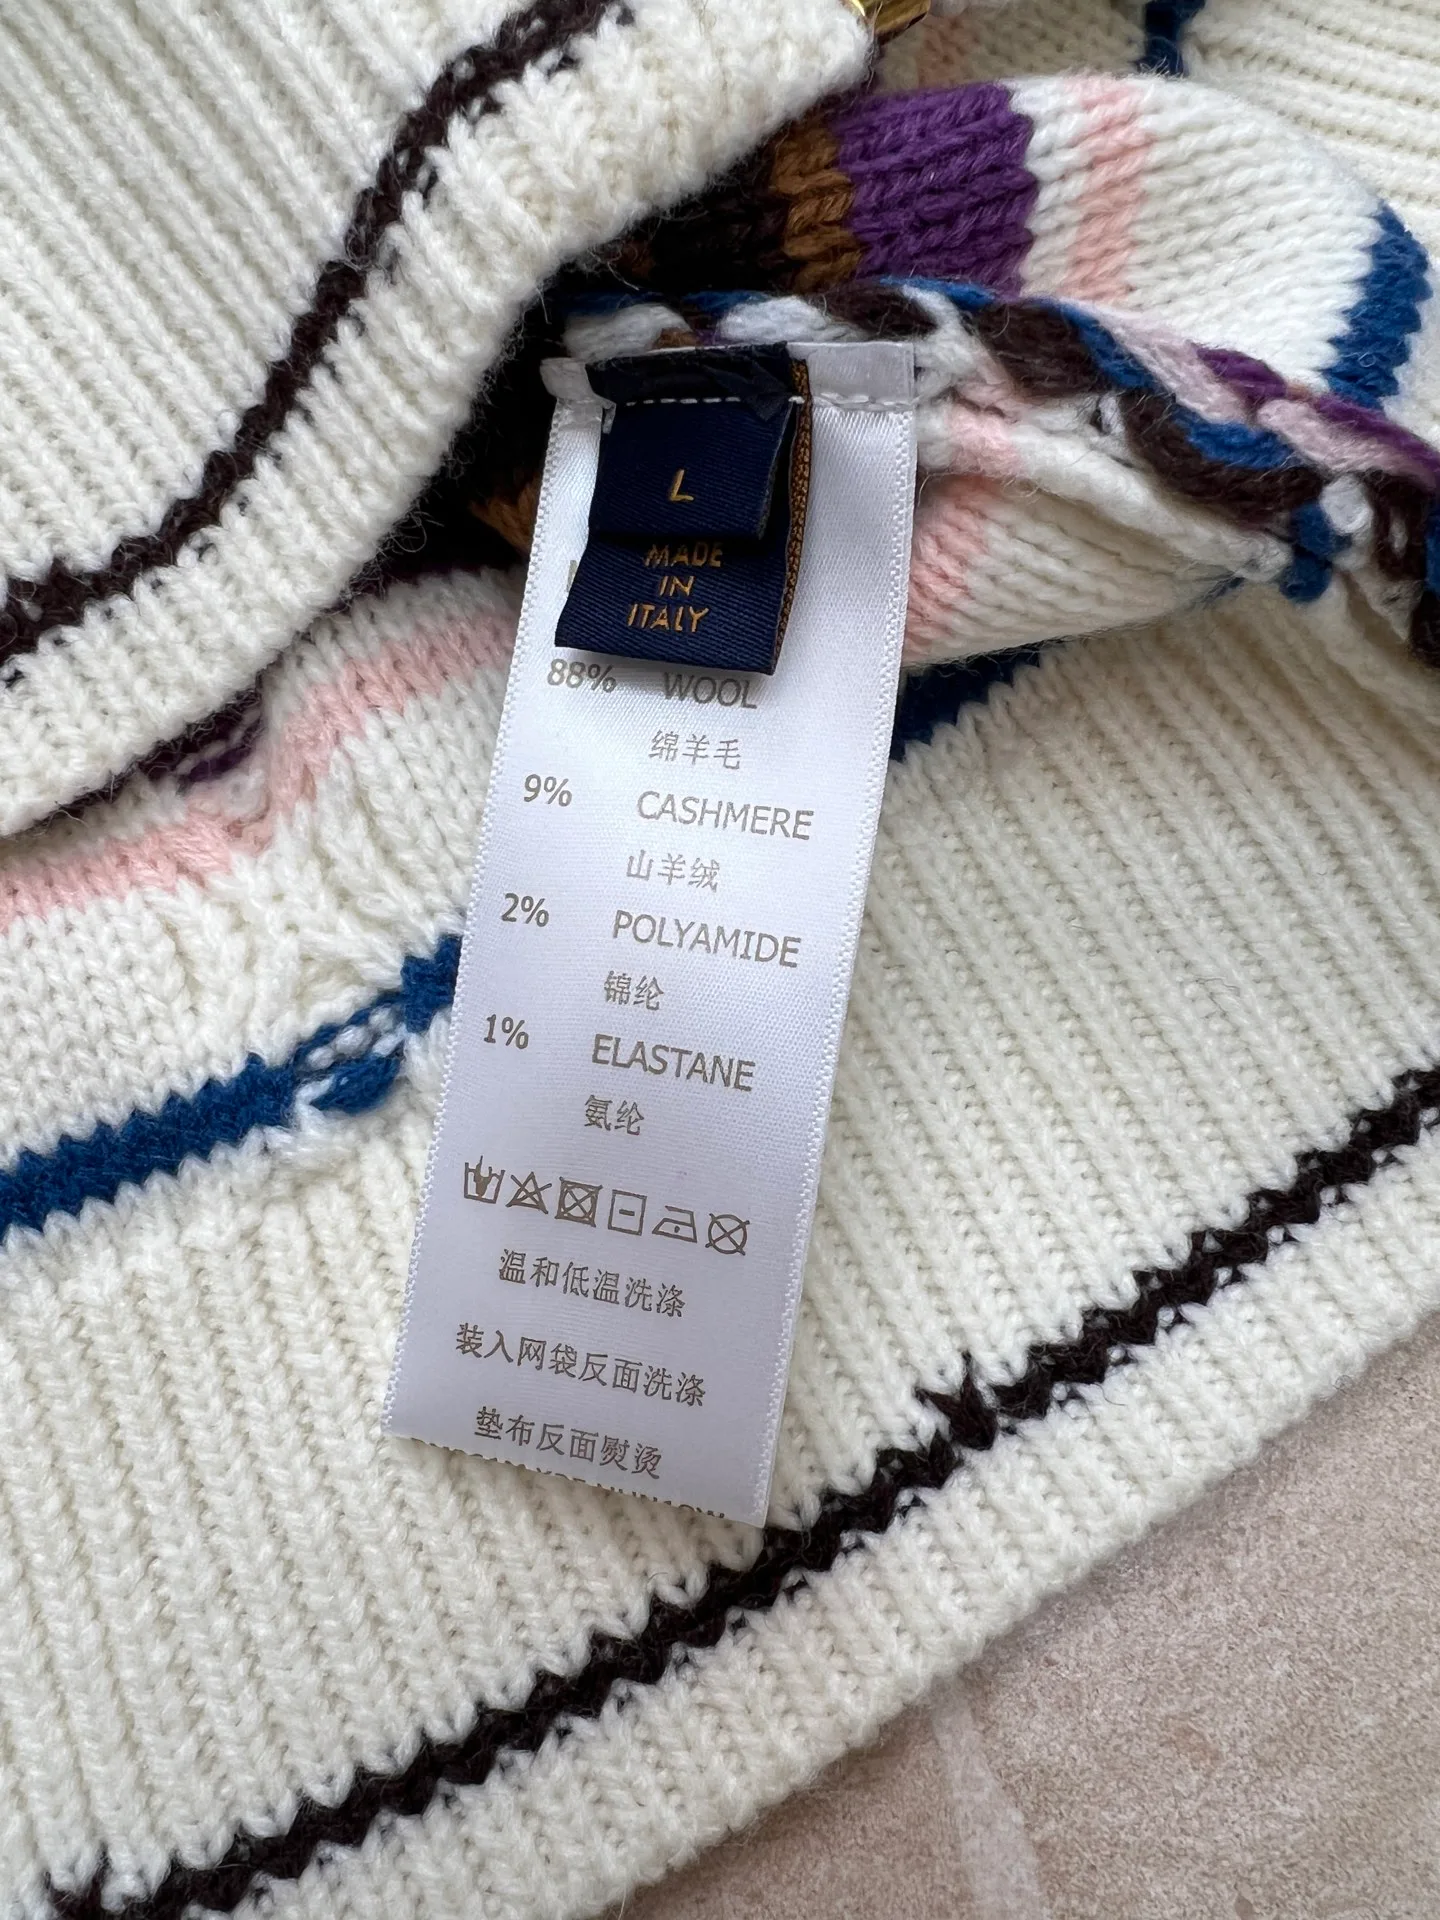 L
MADE
IN
ITALY
88% WOOL
绵羊毛
9% CASHMERE
山羊绒
2% POLYAMIDE
锦纶
1% ELASTANE
氨纶
温和低温洗涤
装入网袋反面洗涤
垫布反面熨烫